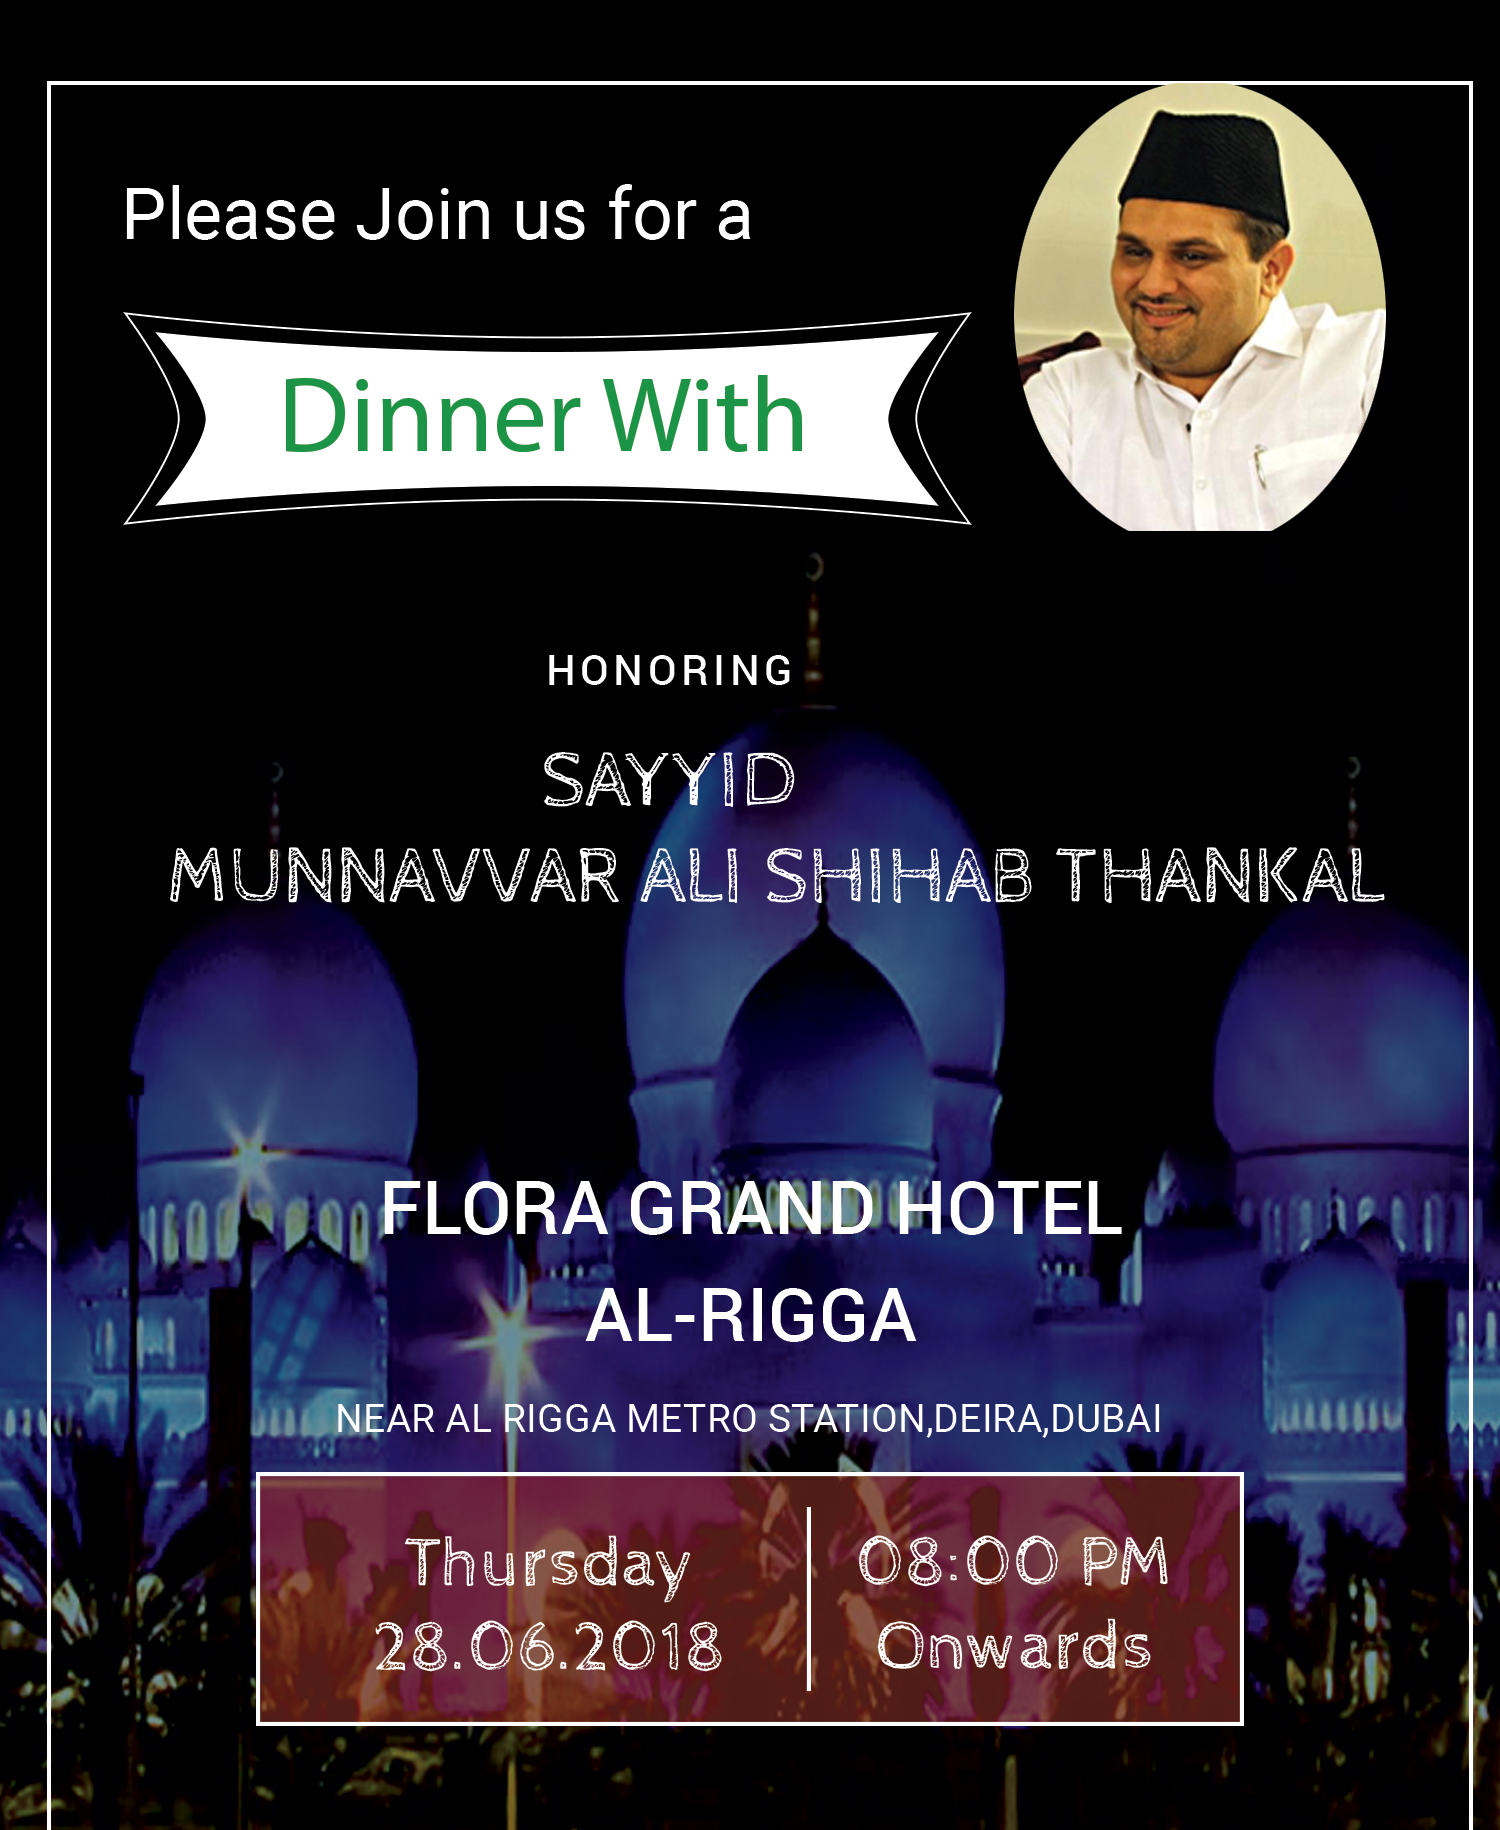 Please Join us for a
Dinner With
HONORING
SAYYID
MUNNAVVAR ALI SHIHAB THANKAL
FLORA GRAND HOTEL
AL-RIGGA
NEAR AL RIGGA METRO STATION,DEIRA,DUBAI
Thursday
28.06.2018
08:00 PM
Onwards